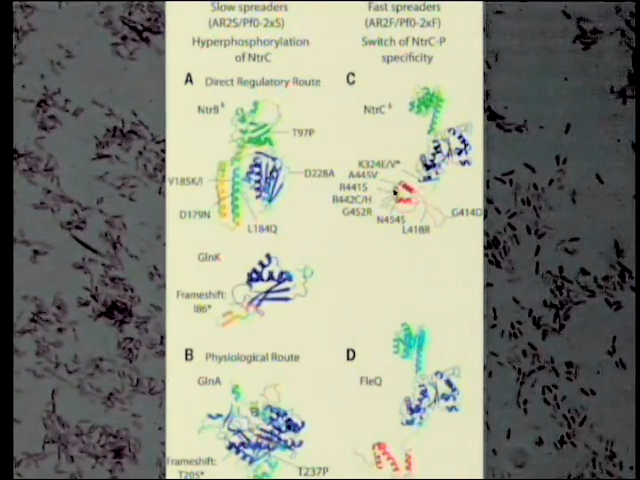 Slow spreaders
(AR2S/Pf0-2xS)
Hyperphosphorylation
of NtrC
A Direct Regulatory Route
NtrB
T97P
V185K/I
D228A
D179N
L184Q
GlnK
Frameshift:
I86*
B Physiological Route
GlnA
Frameshift:
T205*
T237P
Fast spreaders
(AR2F/Pf0-2xF)
Switch of NtrC-P
specificity
C
NtrC
K324E/V*
A445V
R441S
R442C/H
G452R
N454S
L418R
G414D
D
FleQ